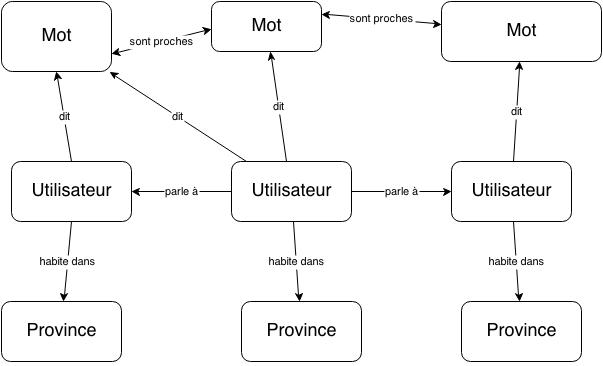 Mot
Mot
Mot
sont proches
sont proches
dit
dit
dit
dit
Utilisateur
parle à
Utilisateur
parle à
Utilisateur
habite dans
habite dans
habite dans
Province
Province
Province